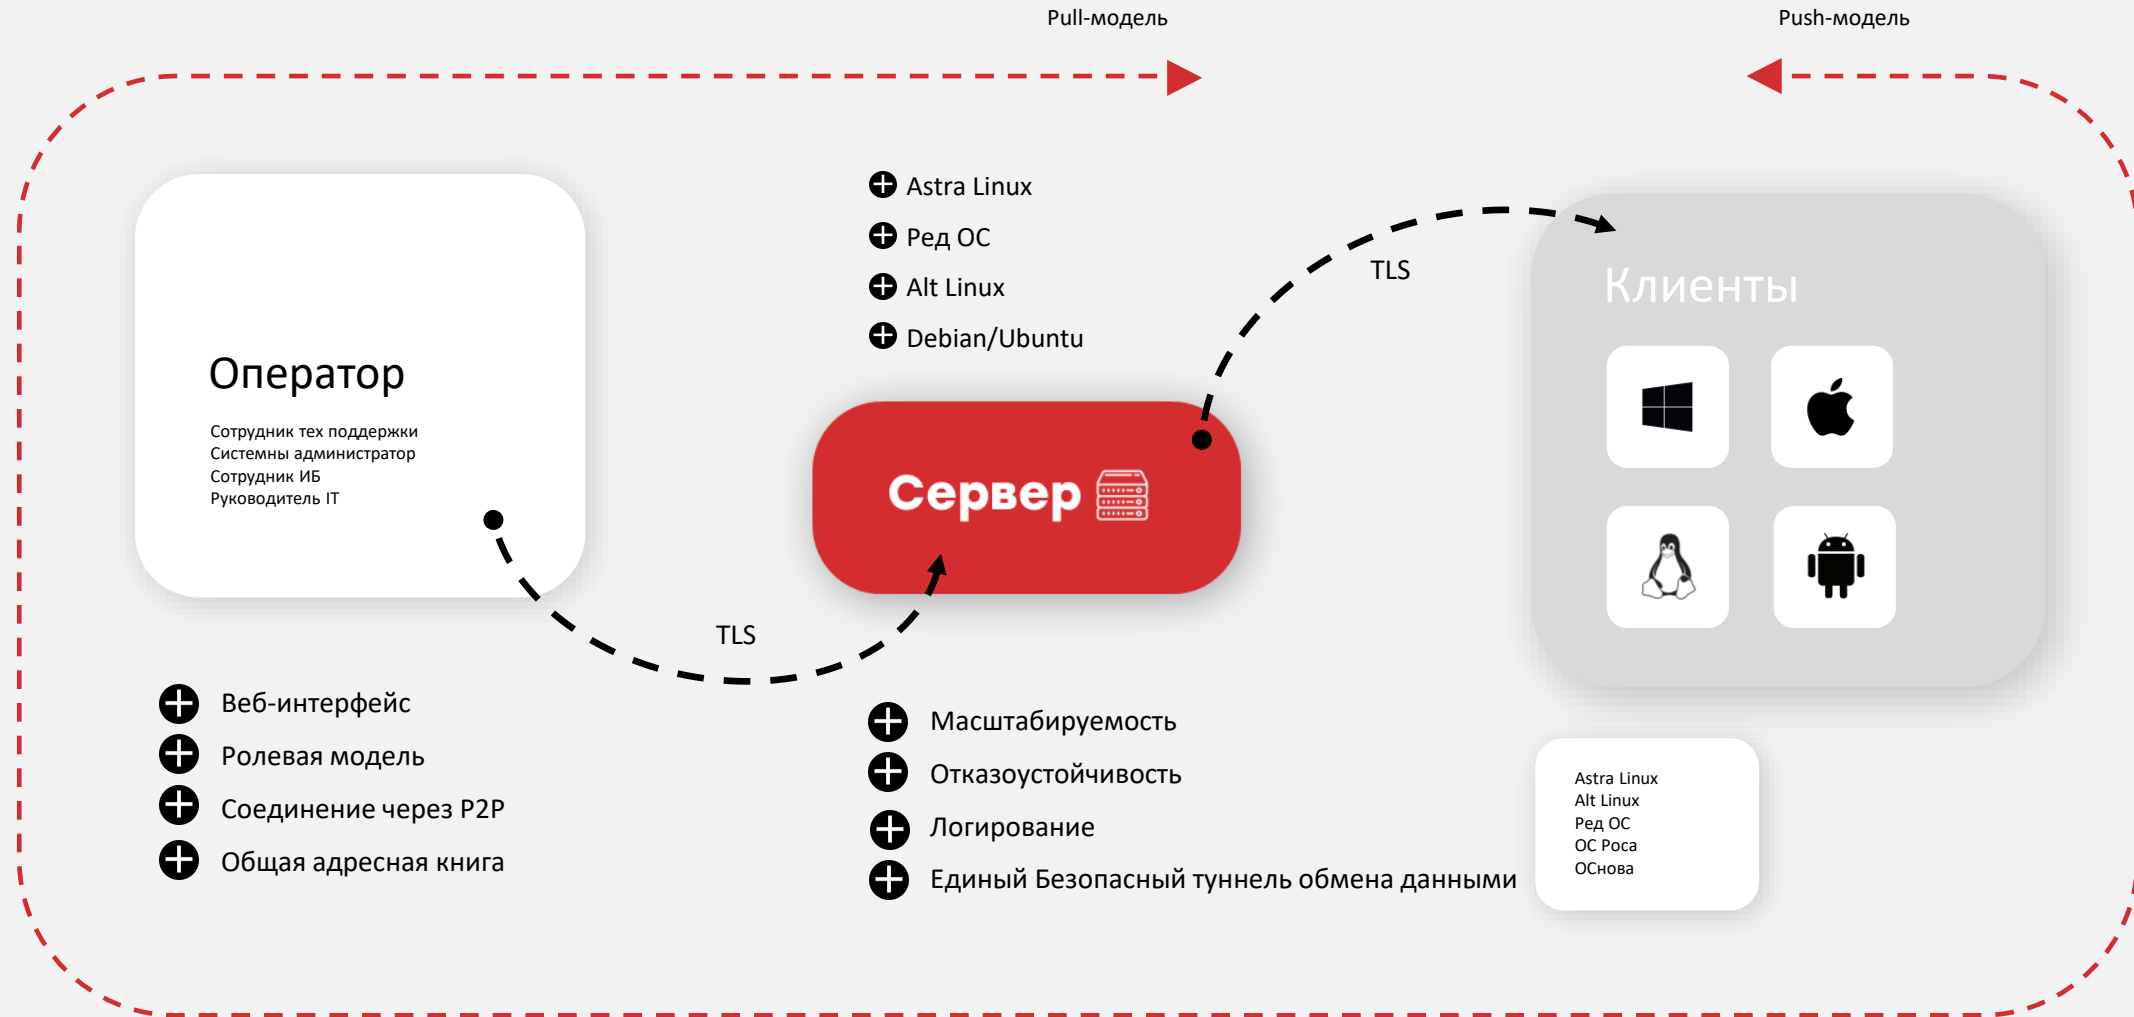 Pull-модель
Push-модель
Оператор
Сотрудник тех поддержки
Системны администратор
Сотрудник ИБ
Руководитель IT
Веб-интерфейс
Ролевая модель
Соединение через P2P
Общая адресная книга
TLS
Astra Linux
Ред ОС
Alt Linux
Debian/Ubuntu
Сервер
Масштабируемость
Отказоустойчивость
Логирование
Единый Безопасный туннель обмена данными
TLS
Клиенты
Astra Linux
Alt Linux
Ред ОС
ОС Роса
ОСнова